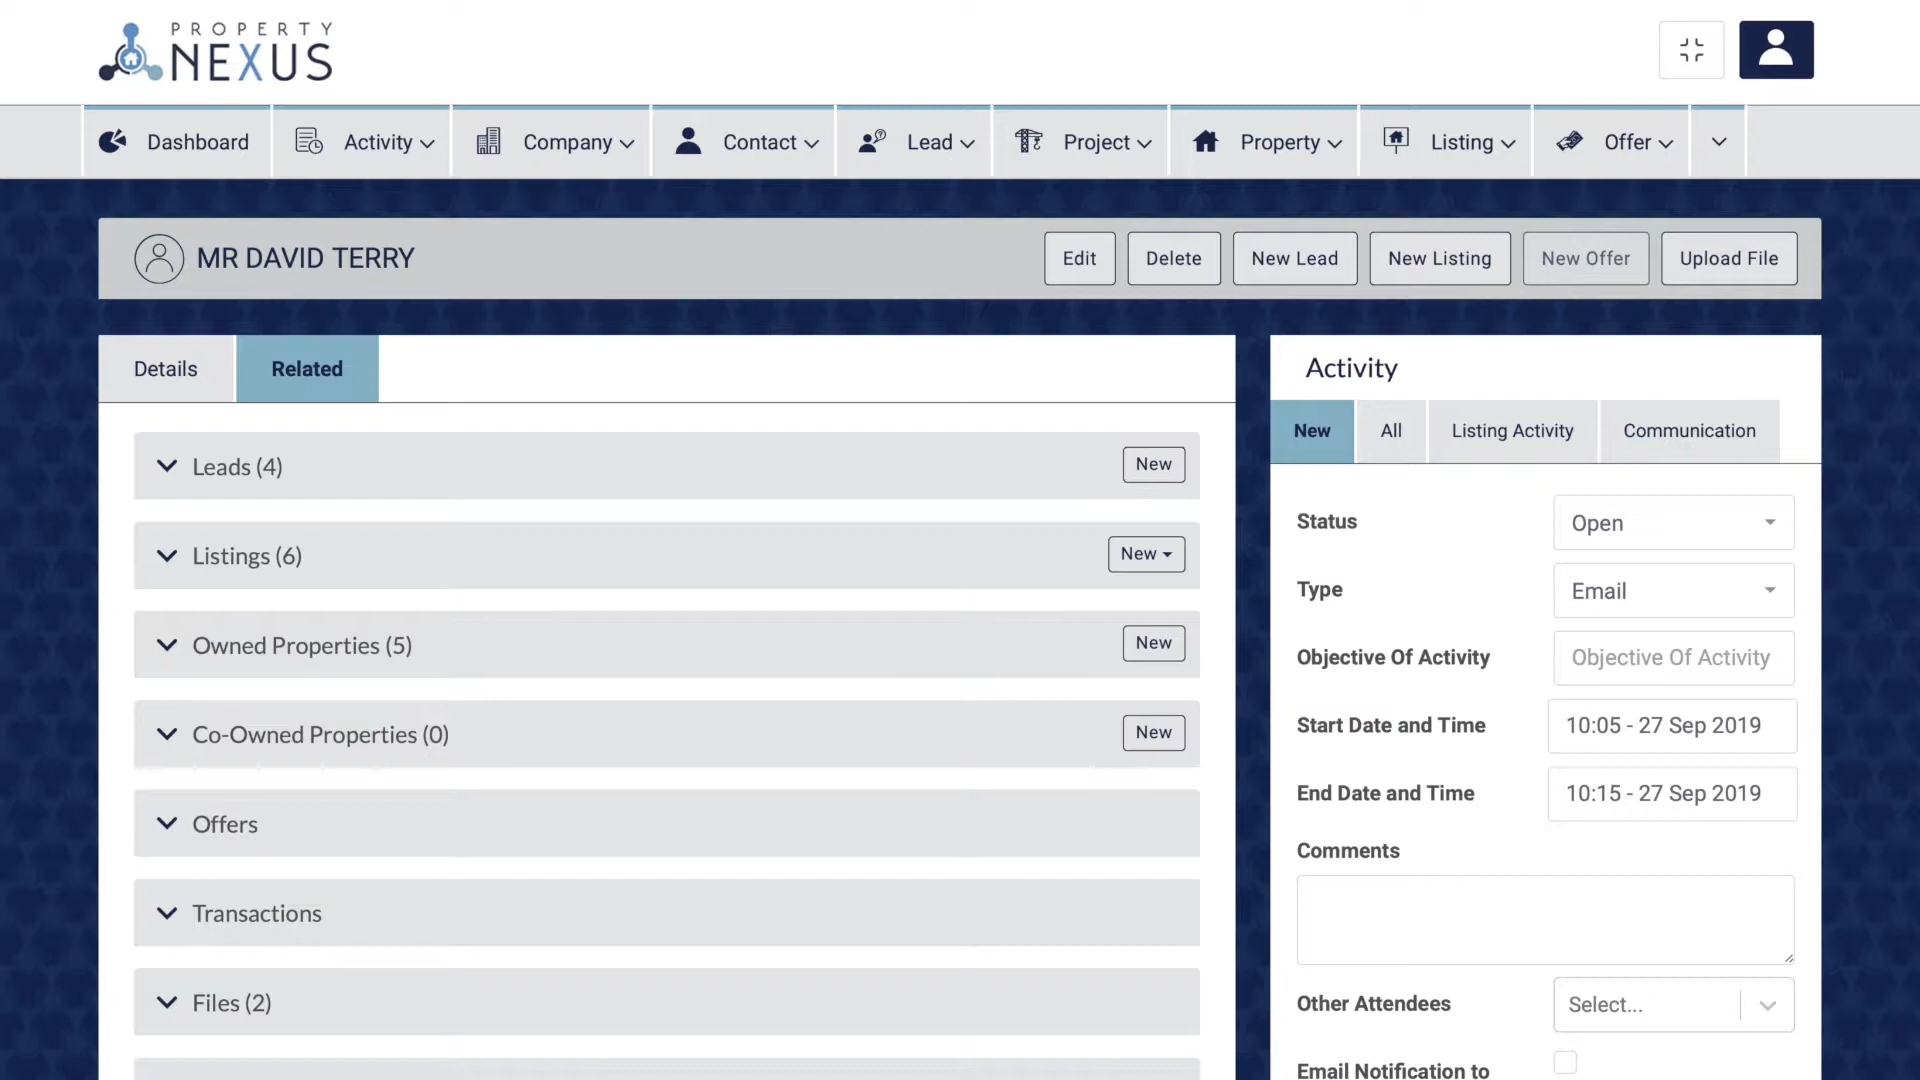 PROPERTY
NEXUS
Dashboard
Activity
Company
Contact
Lead
Project
Property
Listing
Offer
MR DAVID TERRY
Edit
Delete
New Lead
New Listing
New Offer
Upload File
Details
Related
Leads (4)
New
Listings (6)
New
Owned Properties (5)
New
Co-Owned Properties (0)
New
Offers
Transactions
Files (2)
Activity
New
All
Listing Activity
Communication
Status
Open
Type
Email
Objective Of Activity
Objective Of Activity
Start Date and Time
10:05 - 27 Sep 2019
End Date and Time
10:15 - 27 Sep 2019
Comments
Other Attendees
Select...
Email Notification to